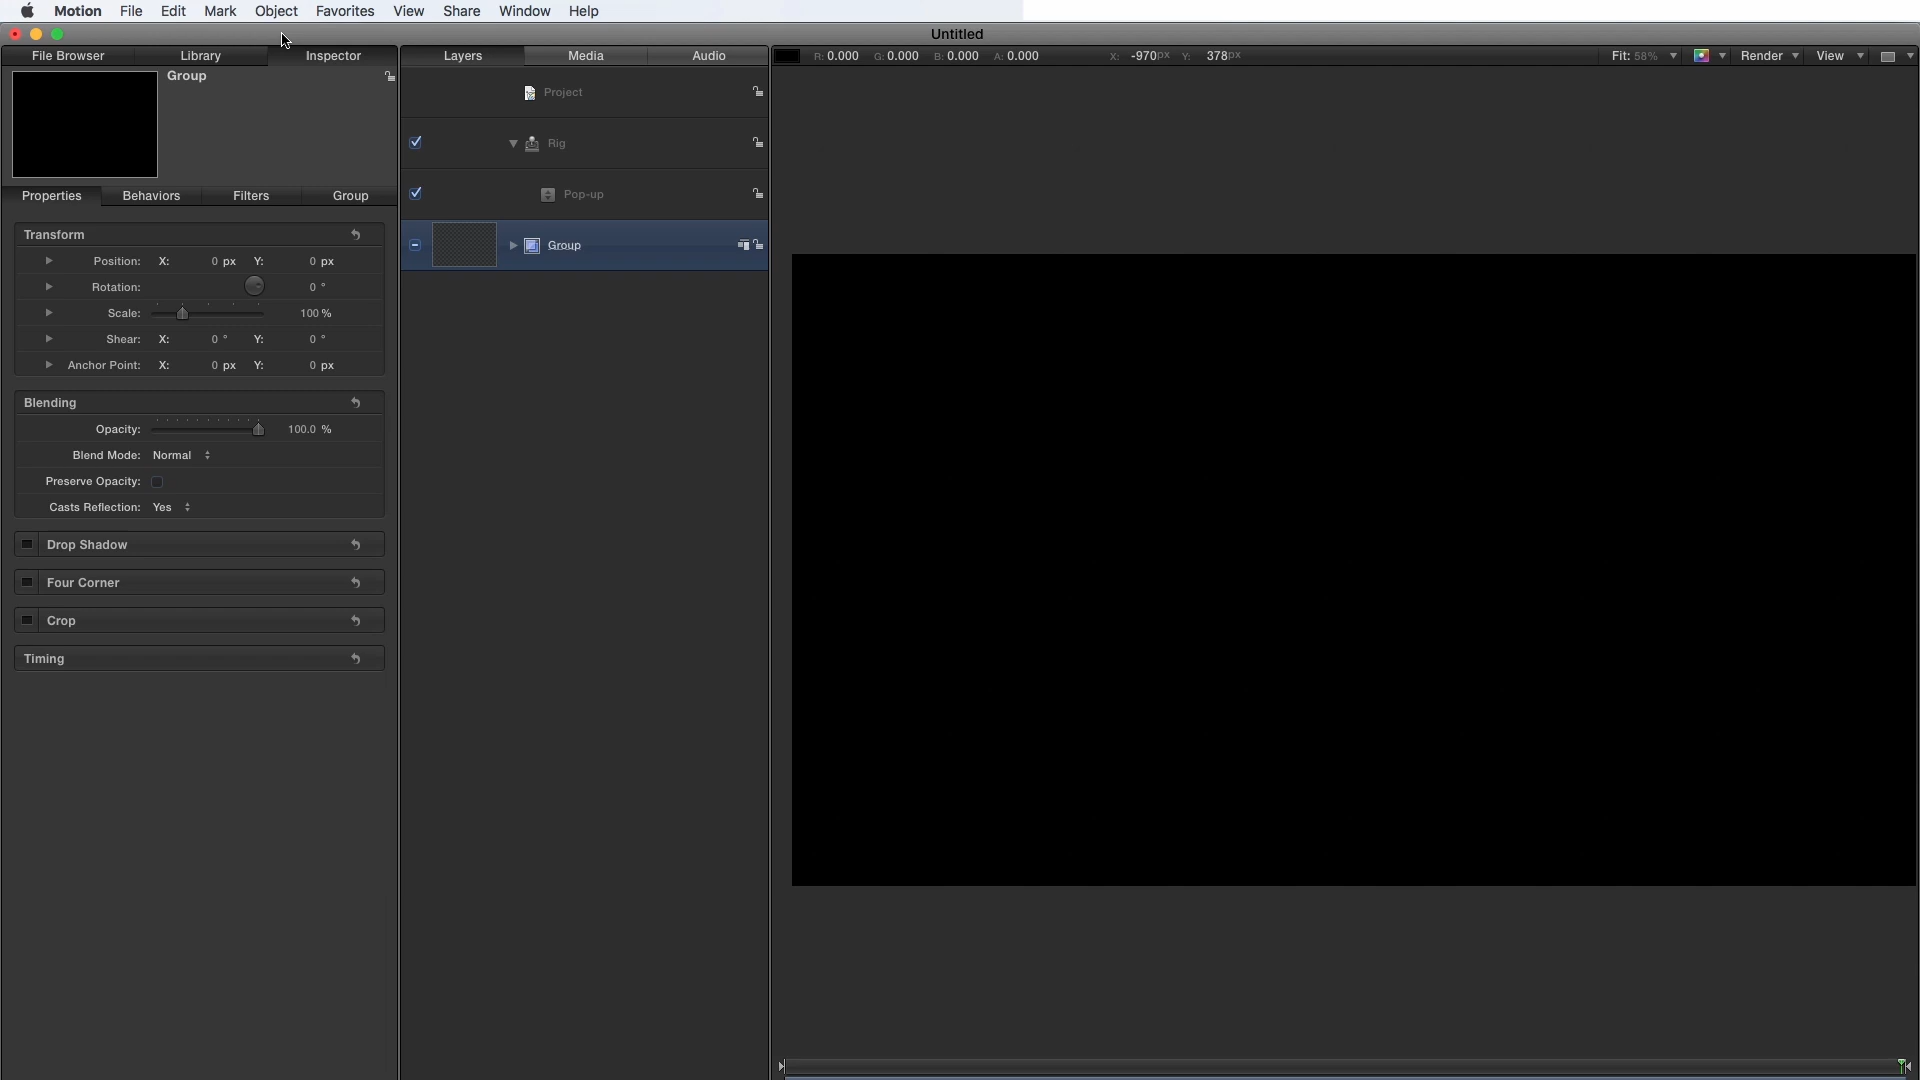 Motion File Edit Mark Object Favorites View Share Window Help
Untitled
File Browser Library Inspector
Layers Media Audio
R: 0.000 G: 0.000 B: 0.000 A: 0.000 X: -970px Y: 378px
Fit: 58% Render View
Group
Project
Rig
Pop-up
Group
Properties Behaviors Filters Group
Transform
Position: X: 0 px Y: 0 px
Rotation: 0 °
Scale: 100 %
Shear: X: 0 ° Y: 0 °
Anchor Point: X: 0 px Y: 0 px
Blending
Opacity: 100.0 %
Blend Mode: Normal
Preserve Opacity:
Casts Reflection: Yes
Drop Shadow
Four Corner
Crop
Timing